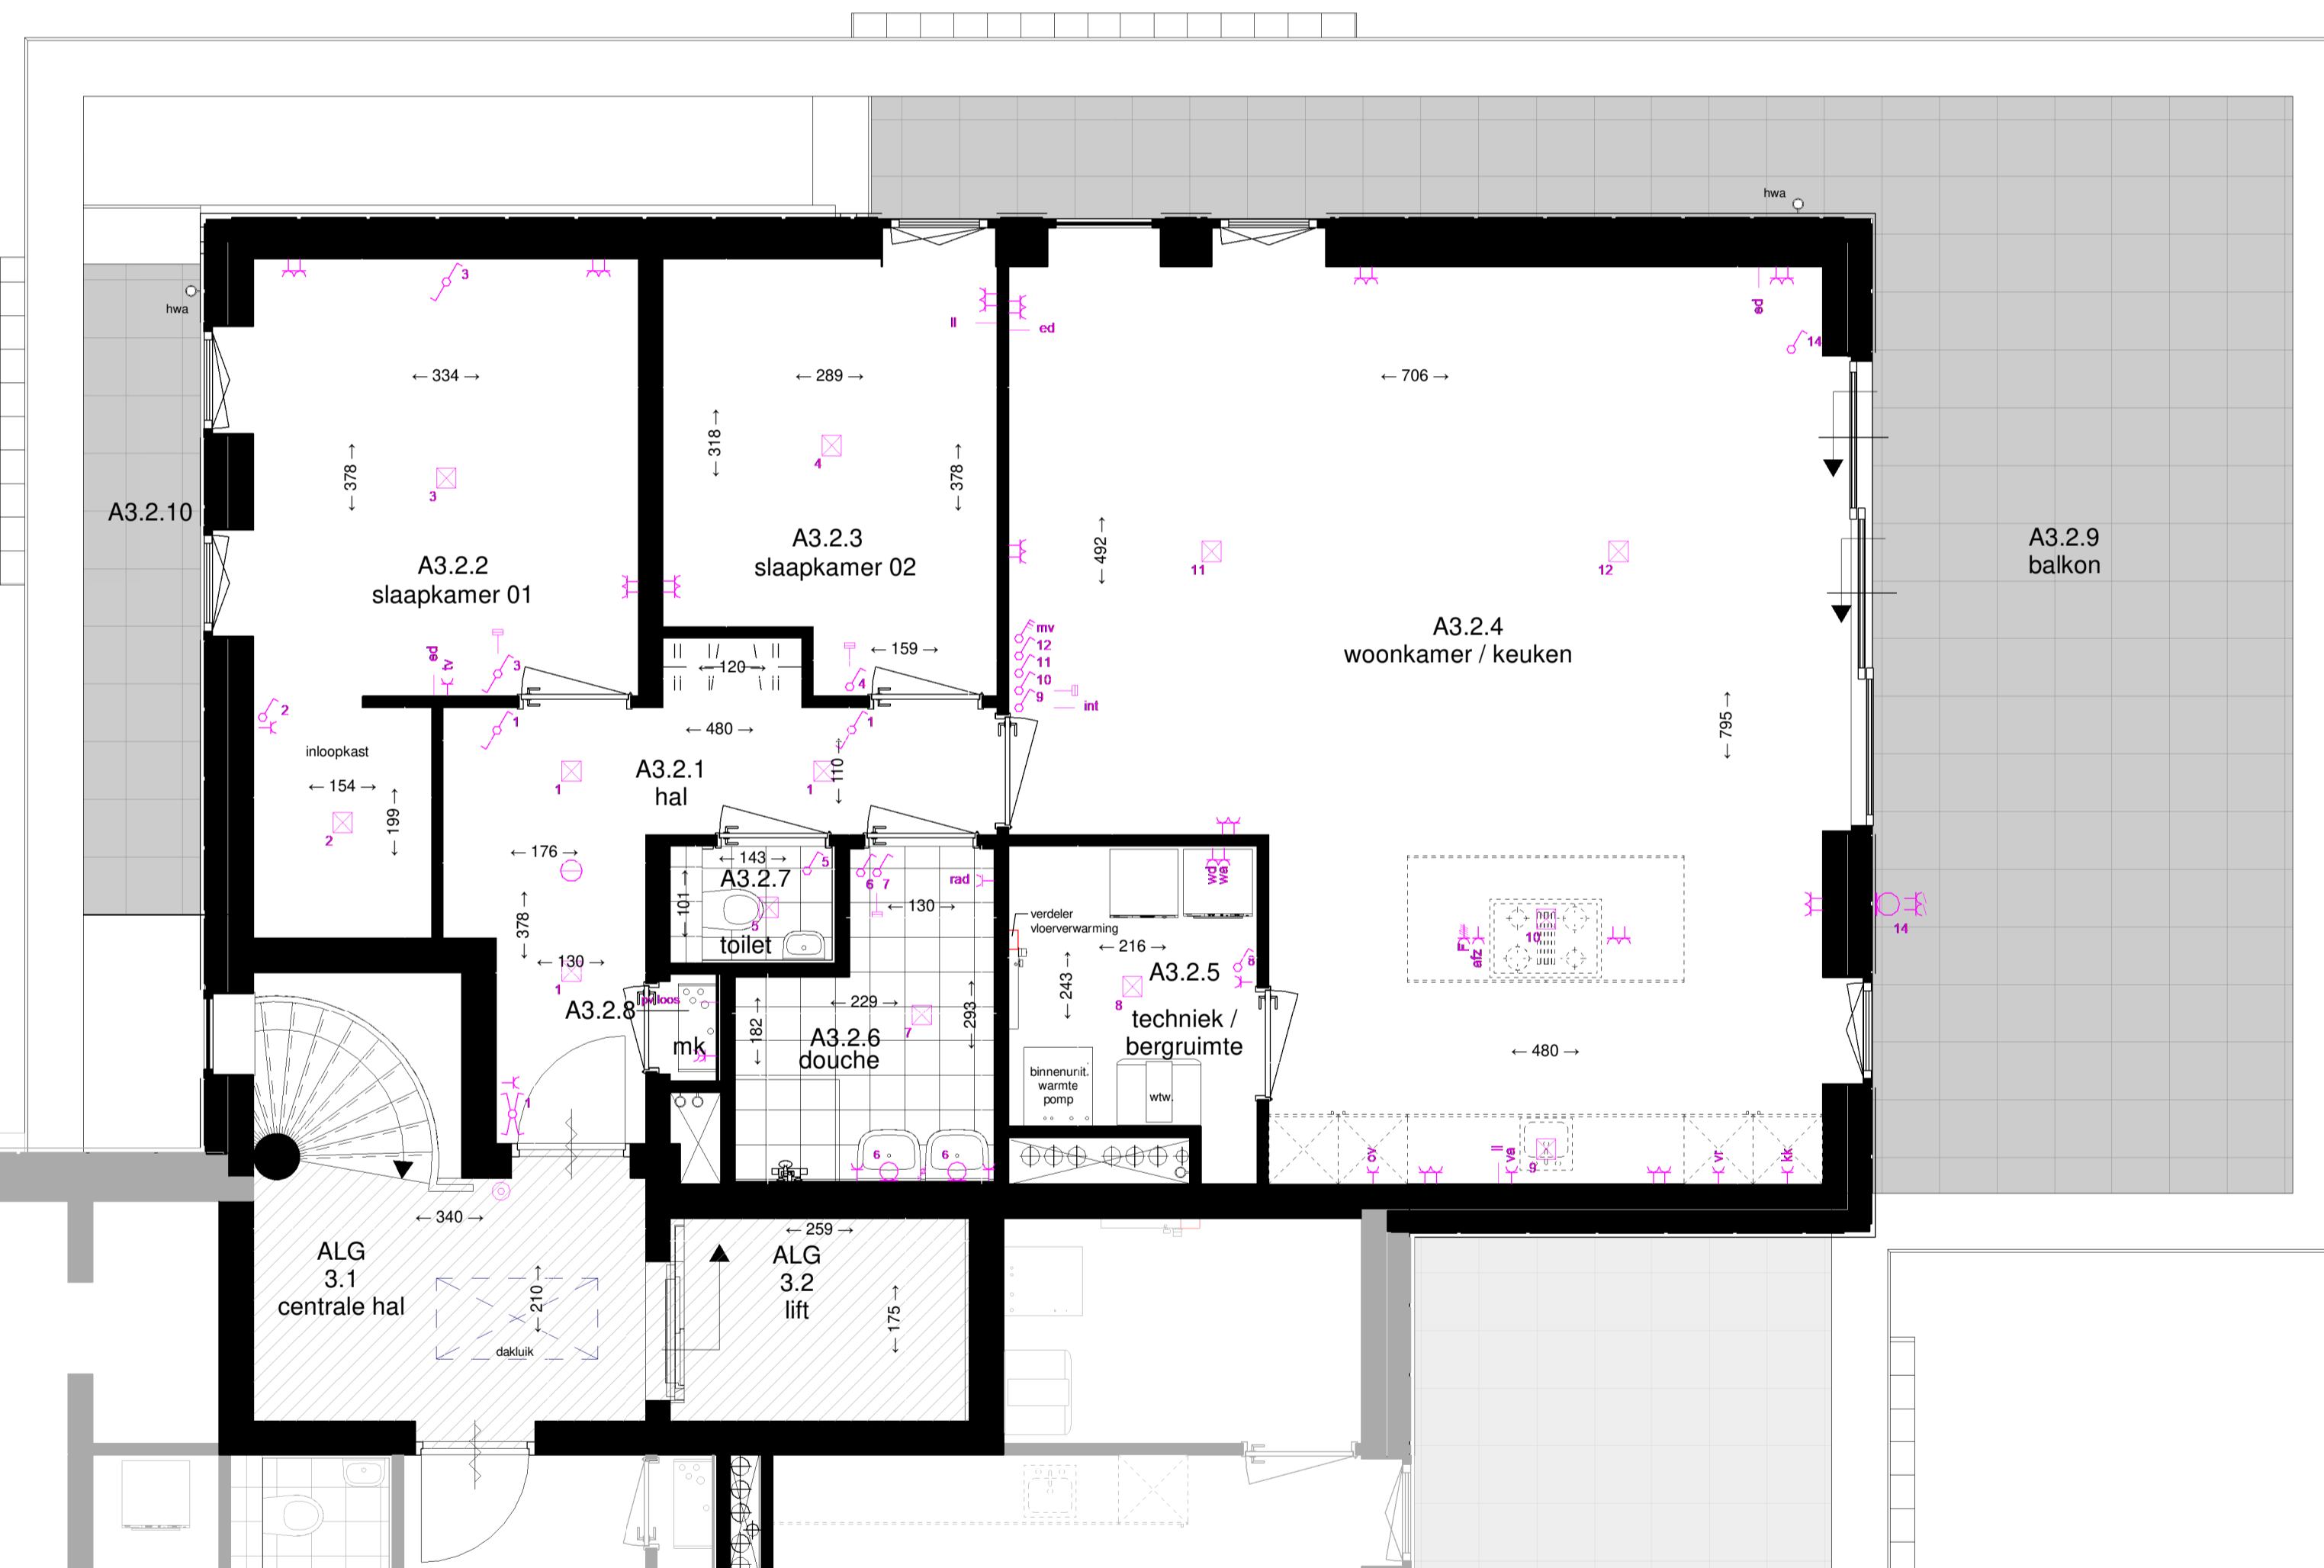 hwa
hwa
3
ll
ed
ed
14
← 334 →
← 289 →
← 706 →
← 318 →
← 378 →
← 378 →
4
3
A3.2.10
A3.2.2
slaapkamer 01
A3.2.3
slaapkamer 02
← 492 →
11
12
A3.2.9
balkon
A3.2.4
woonkamer / keuken
mv
12
11
10
9
int
ed
tv
3
← 120 →
← 159 →
4
2
1
1
← 480 →
← 795 →
inloopkast
← 154 →
← 199 →
2
A3.2.1
hal
1
1
← 110 →
← 176 →
← 378 →
← 143 →
5
A3.2.7
← 101 →
5
toilet
6
7
rad
← 130 →
verdeler
vloerverwarming
← 216 →
wd
wa
← 243 →
8
8
A3.2.5
techniek /
bergruimte
F
afz
10
14
← 130 →
1
A3.2.8
pv loos
mk
← 182 →
← 229 →
← 293 →
7
A3.2.6
douche
binnenunit.
warmte
pomp
wtw.
← 480 →
1
6
6
ov
va
9
vr
kk
← 340 →
ALG
3.1
centrale hal
← 210 →
dakluik
← 259 →
ALG
3.2
lift
← 175 →